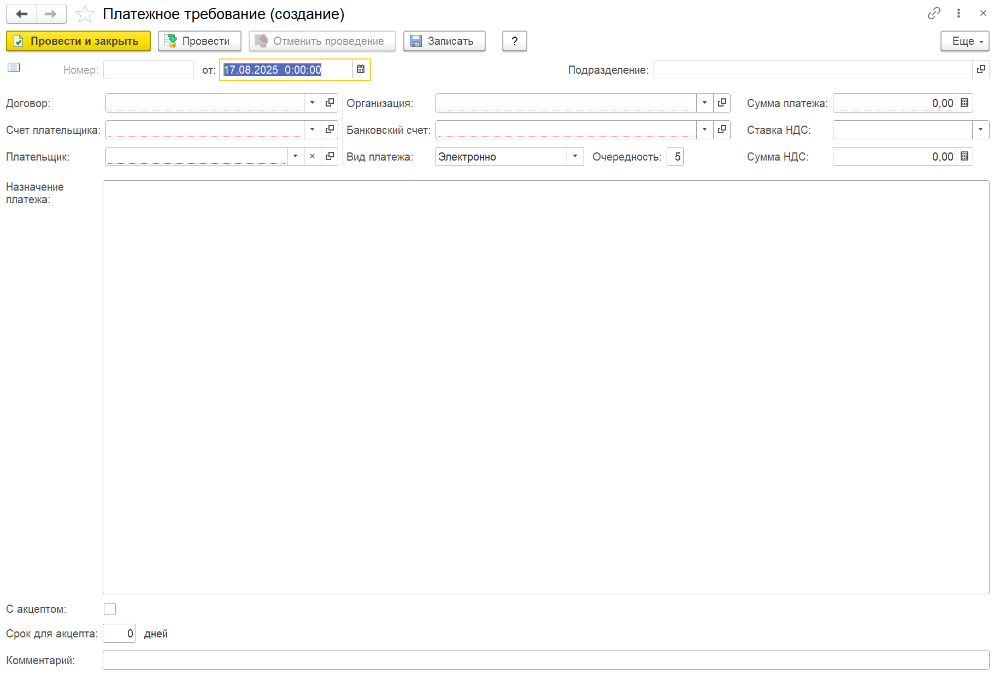 Платежное требование (создание)
Провести и закрыть Провести Отменить проведение Записать ? Еще
Номер: от: 17.08.2025 0:00:00 Подразделение:
Договор: Организация: Сумма платежа: 0,00
Счет плательщика: Банковский счет: Ставка НДС:
Плательщик: Вид платежа: Электронно Очередность: 5 Сумма НДС: 0,00
Назначение
платежа:
С акцептом:
Срок для акцепта: 0 дней
Комментарий: